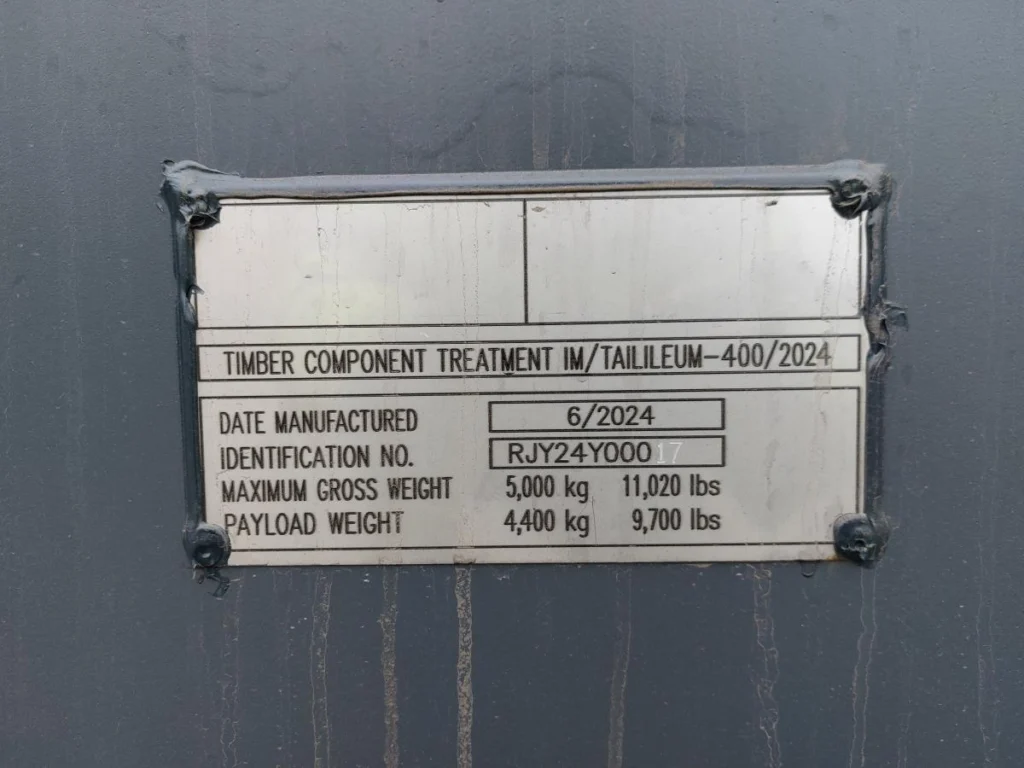 TIMBER COMPONENT TREATMENT IM/TAILILEUM-400/2024
DATE MANUFACTURED 6/2024
IDENTIFICATION NO. RJY24Y00017
MAXIMUM GROSS WEIGHT 5,000 kg 11,020 lbs
PAYLOAD WEIGHT 4,400 kg 9,700 lbs